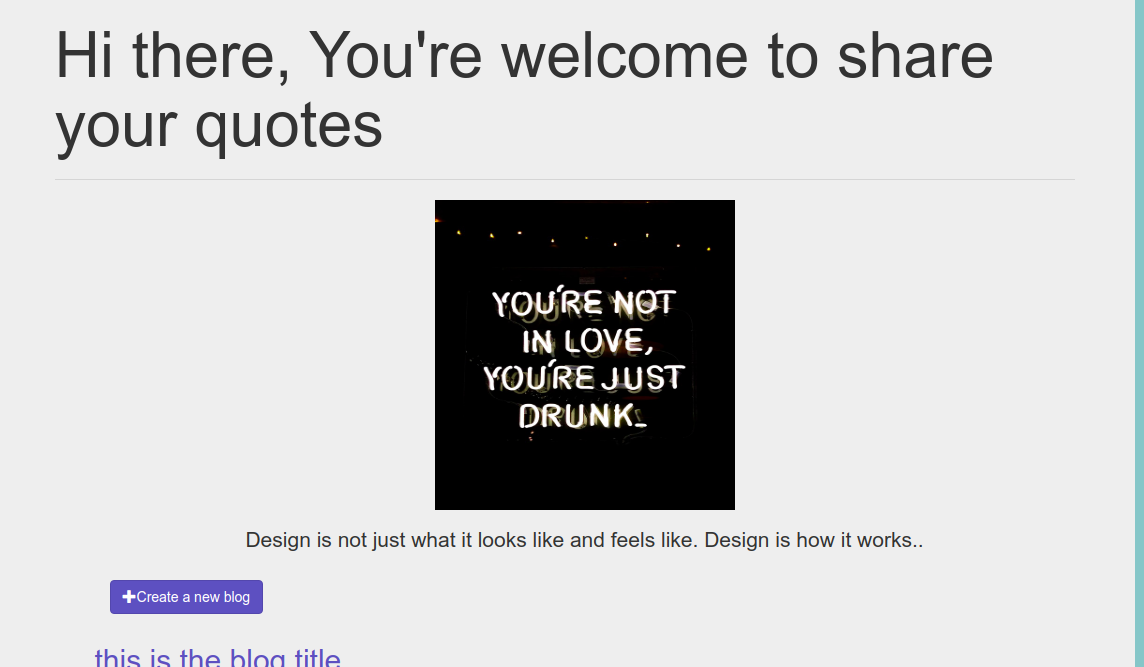 Hi there, You're welcome to share
your quotes
YOU'RE NOT
IN LOVE,
YOU'RE JUST
DRUNK_
Design is not just what it looks like and feels like. Design is how it works..
Create a new blog
this is the blog title